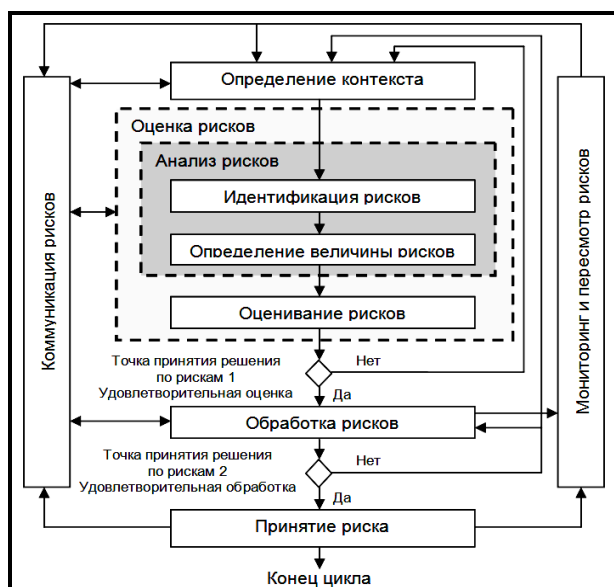 Определение контекста
Оценка рисков
Анализ рисков
Идентификация рисков
Определение величины рисков
Оценивание рисков
Коммуникация рисков
Мониторинг и пересмотр рисков
Точка принятия решения
по рискам 1
Удовлетворительная оценка
Нет
Да
Обработка рисков
Точка принятия решения
по рискам 2
Удовлетворительная обработка
Нет
Да
Принятие риска
Конец цикла